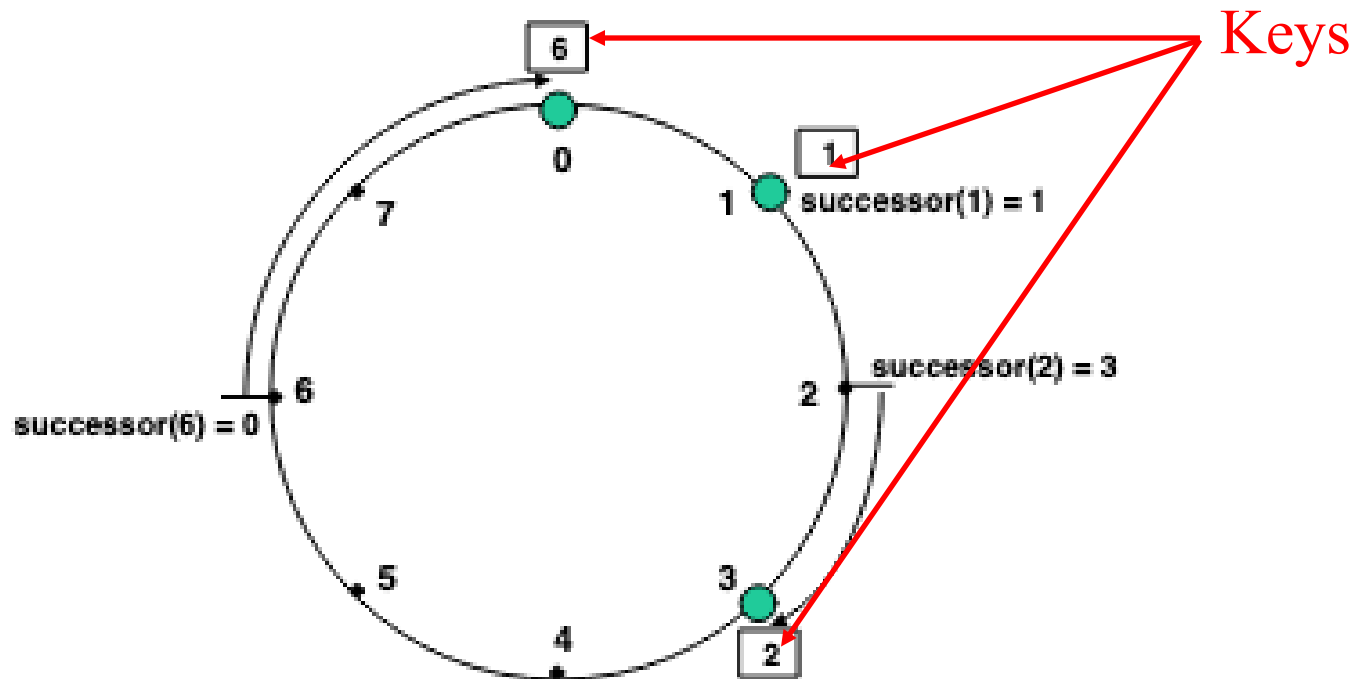 Keys
6
0
1
1
successor(1) = 1
7
successor(2) = 3
2
6
successor(6) = 0
5
3
4
2